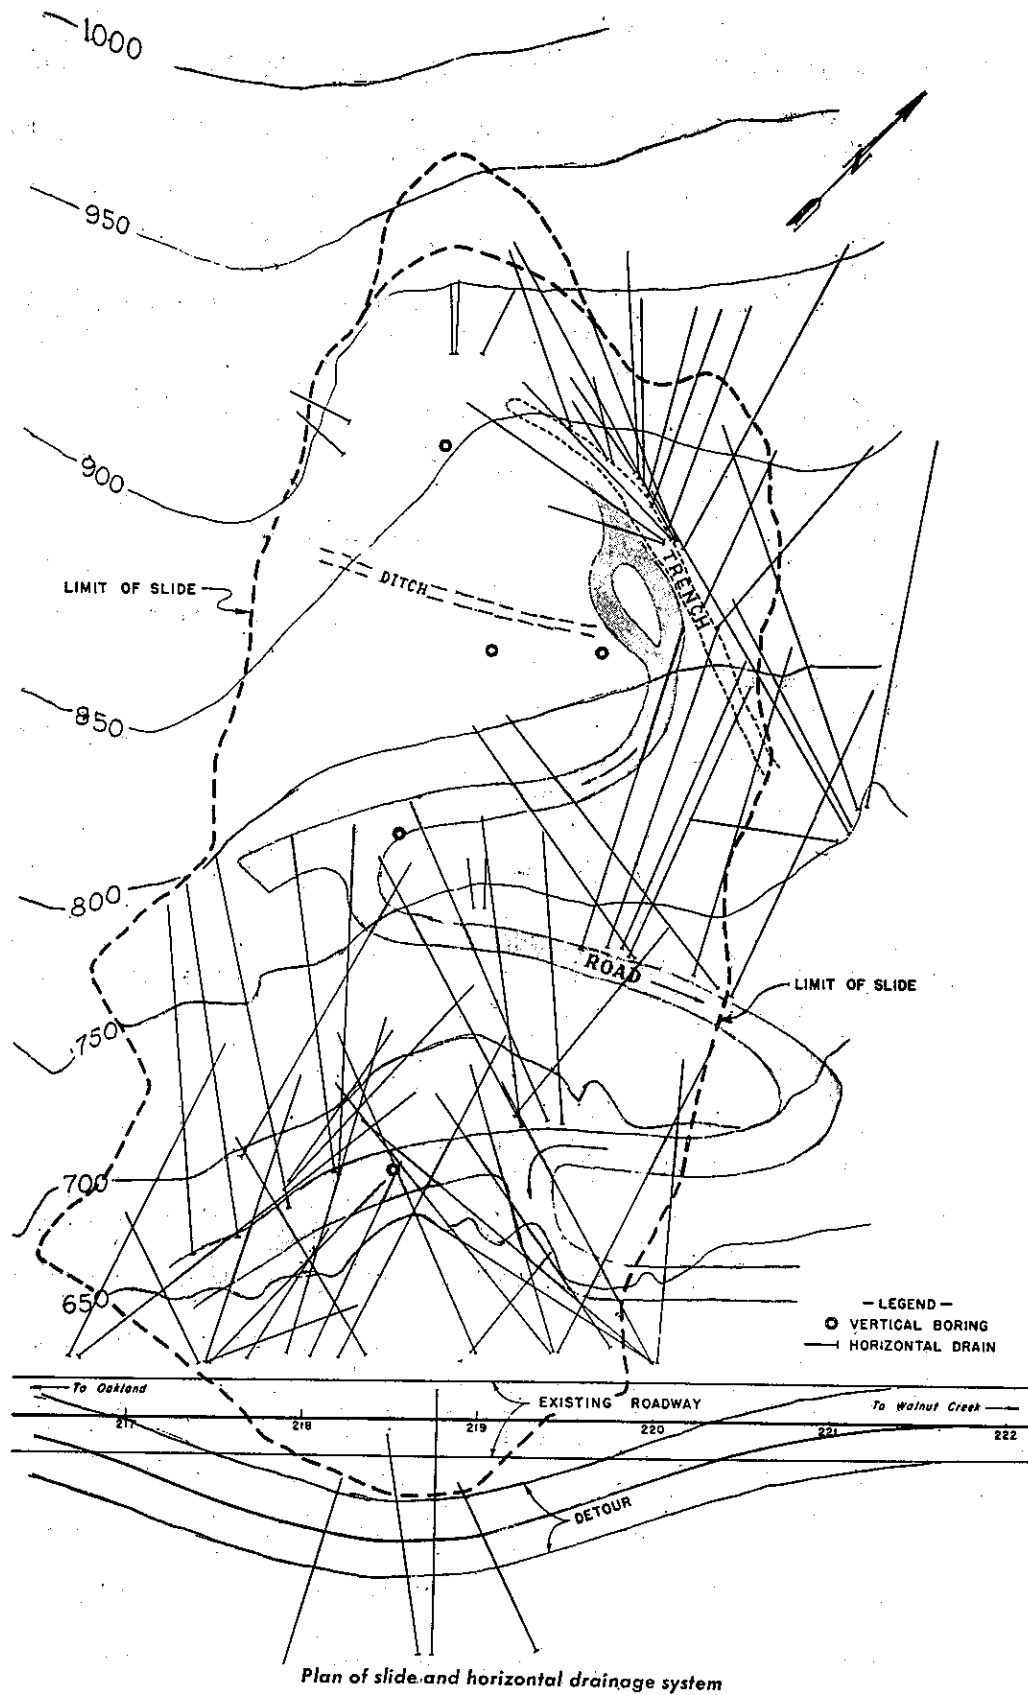 1000
950
N
900
LIMIT OF SLIDE
DITCH
TRENCH
850
800
ROAD
LIMIT OF SLIDE
750
700
650
— LEGEND —
VERTICAL BORING
HORIZONTAL DRAIN
To Oakland
EXISTING ROADWAY
To Walnut Creek
217 218 219 220 221 222
DETOUR
Plan of slide and horizontal drainage system